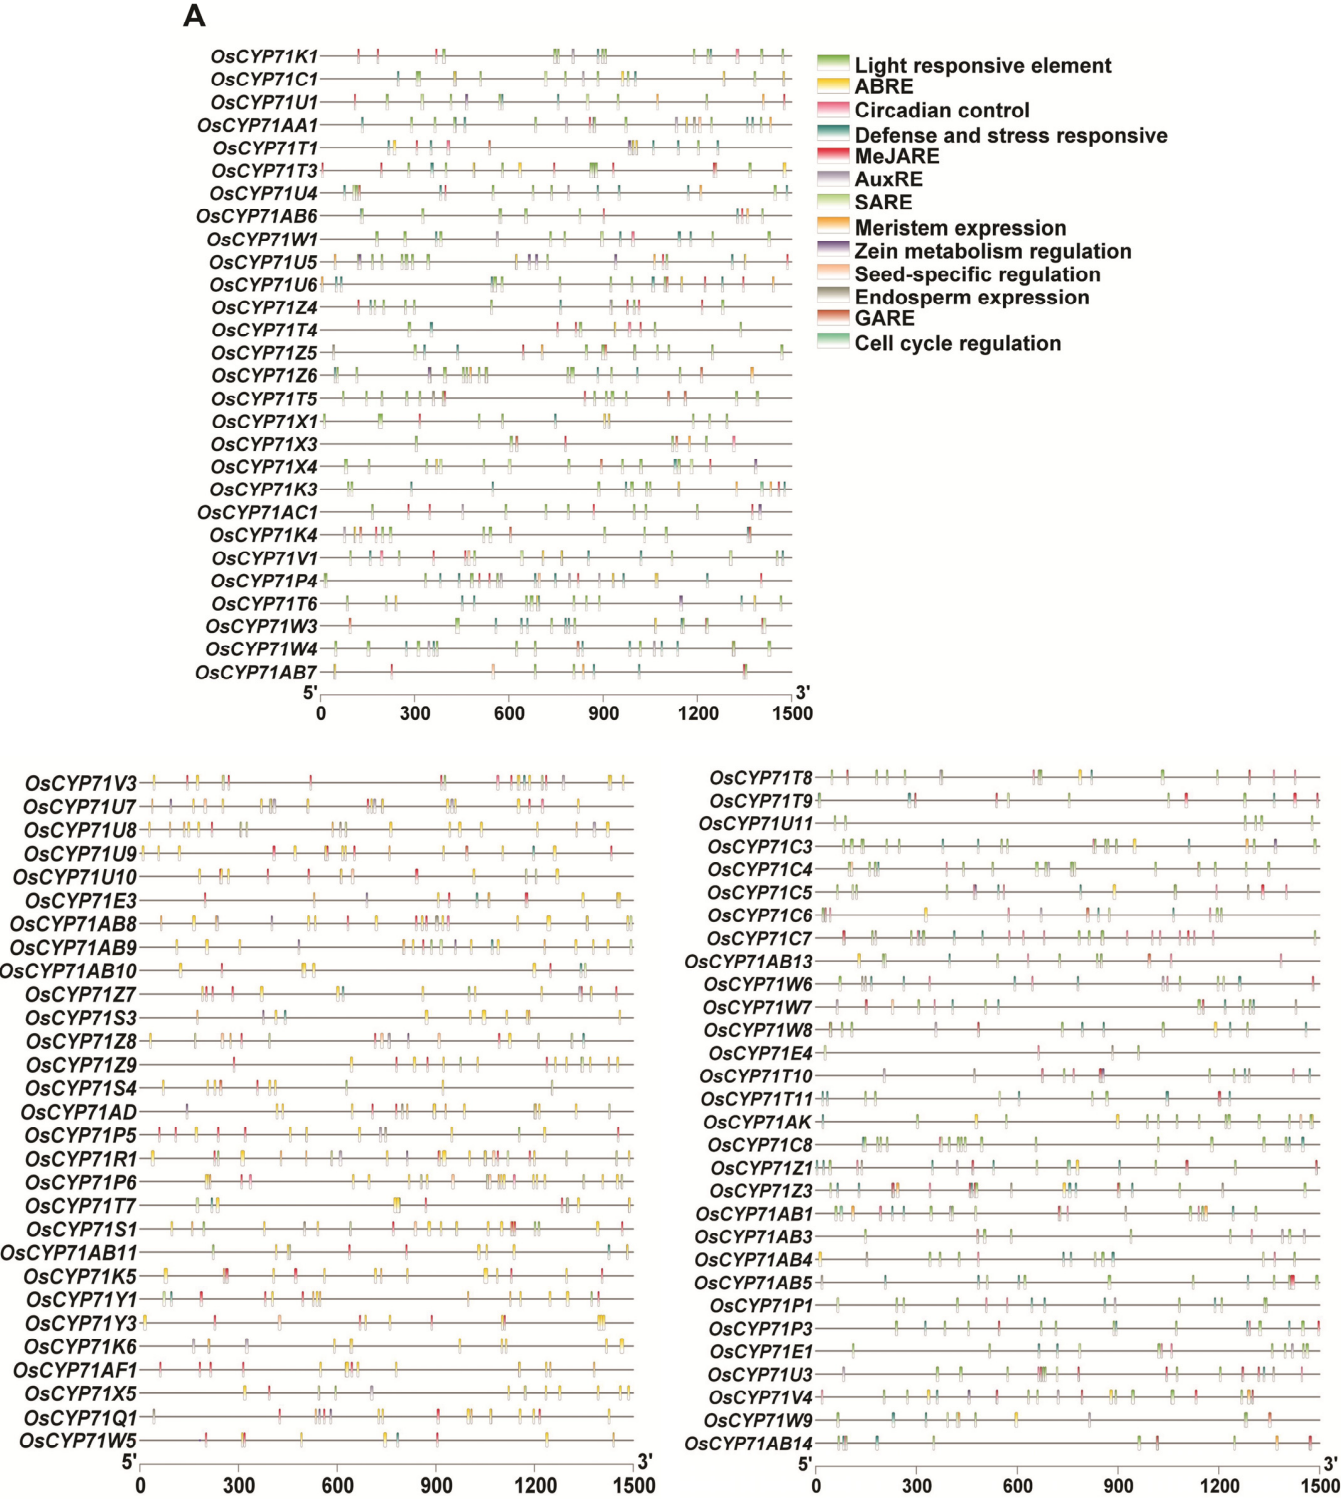 A
OsCYP71K1
OsCYP71C1
OsCYP71U1
OsCYP71AA1
OsCYP71T1
OsCYP71T3
OsCYP71U4
OsCYP71AB6
OsCYP71W1
OsCYP71U5
OsCYP71U6
OsCYP71Z4
OsCYP71T4
OsCYP71Z5
OsCYP71Z6
OsCYP71T5
OsCYP71X1
OsCYP71X3
OsCYP71X4
OsCYP71K3
OsCYP71AC1
OsCYP71K4
OsCYP71V1
OsCYP71P4
OsCYP71T6
OsCYP71W3
OsCYP71W4
OsCYP71AB7
5' 3'
0 300 600 900 1200 1500
Light responsive element
ABRE
Circadian control
Defense and stress responsive
MeJARE
AuxRE
SARE
Meristem expression
Zein metabolism regulation
Seed-specific regulation
Endosperm expression
GARE
Cell cycle regulation
OsCYP71V3
OsCYP71U7
OsCYP71U8
OsCYP71U9
OsCYP71U10
OsCYP71E3
OsCYP71AB8
OsCYP71AB9
OsCYP71AB10
OsCYP71Z7
OsCYP71S3
OsCYP71Z8
OsCYP71Z9
OsCYP71S4
OsCYP71AD
OsCYP71P5
OsCYP71R1
OsCYP71P6
OsCYP71T7
OsCYP71S1
OsCYP71AB11
OsCYP71K5
OsCYP71Y1
OsCYP71Y3
OsCYP71K6
OsCYP71AF1
OsCYP71X5
OsCYP71Q1
OsCYP71W5
5' 3'
0 300 600 900 1200 1500
OsCYP71T8
OsCYP71T9
OsCYP71U11
OsCYP71C3
OsCYP71C4
OsCYP71C5
OsCYP71C6
OsCYP71C7
OsCYP71AB13
OsCYP71W6
OsCYP71W7
OsCYP71W8
OsCYP71E4
OsCYP71T10
OsCYP71T11
OsCYP71AK
OsCYP71C8
OsCYP71Z1
OsCYP71Z3
OsCYP71AB1
OsCYP71AB3
OsCYP71AB4
OsCYP71AB5
OsCYP71P1
OsCYP71P3
OsCYP71E1
OsCYP71U3
OsCYP71V4
OsCYP71W9
OsCYP71AB14
5' 3'
0 300 600 900 1200 1500